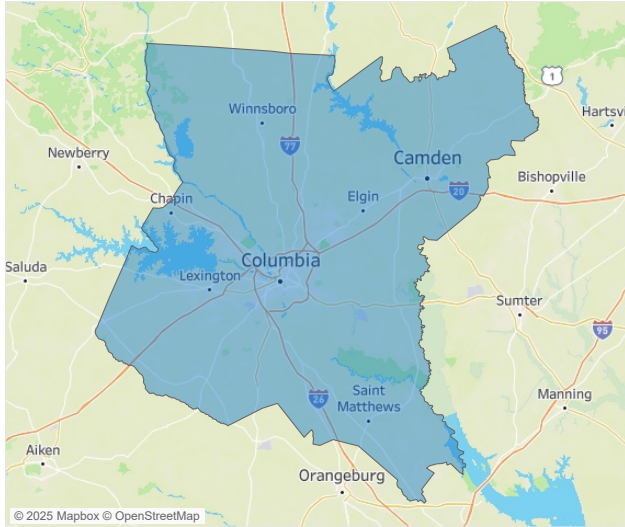 1
Hartsvi
Winnsboro
77
Newberry
Camden
Bishopville
20
Chapin
Elgin
Columbia
Saluda
Lexington
Sumter
95
26
Saint
Matthews
Manning
Aiken
Orangeburg
© 2025 Mapbox © OpenStreetMap